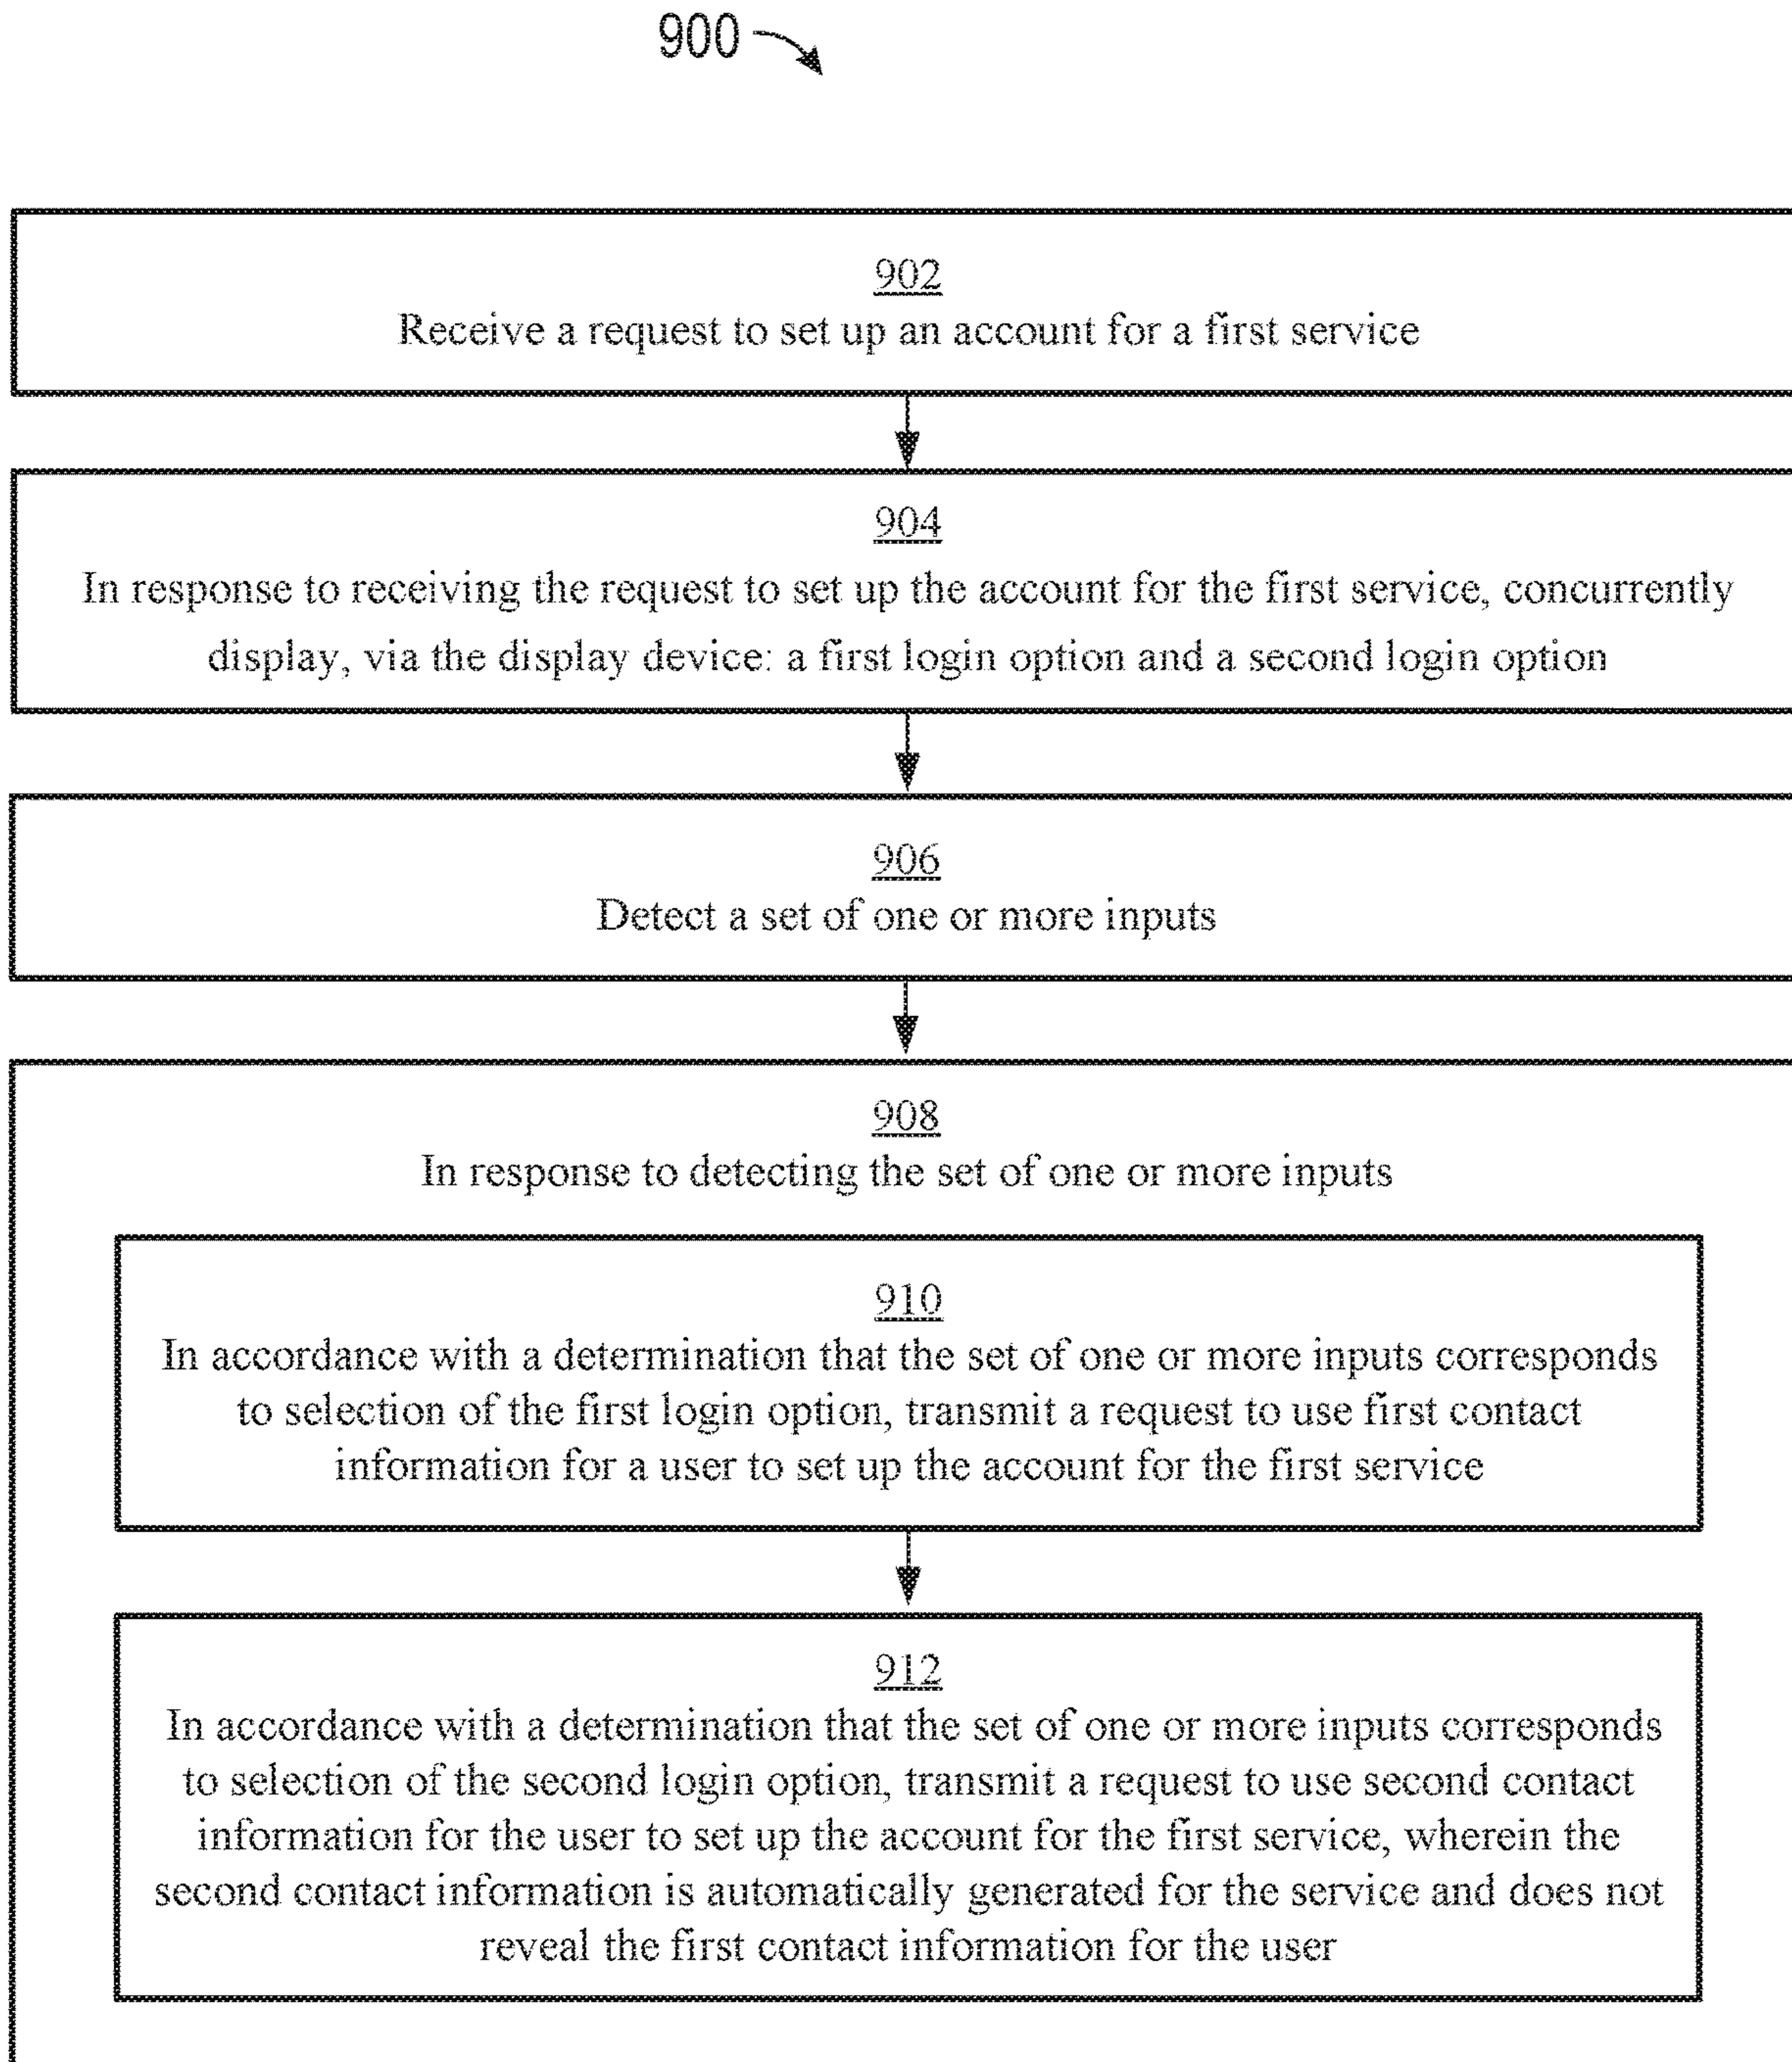 900
902
Receive a request to set up an account for a first service
904
In response to receiving the request to set up the account for the first service, concurrently
display, via the display device: a first login option and a second login option
906
Detect a set of one or more inputs
908
In response to detecting the set of one or more inputs
910
In accordance with a determination that the set of one or more inputs corresponds
to selection of the first login option, transmit a request to use first contact
information for a user to set up the account for the first service
912
In accordance with a determination that the set of one or more inputs corresponds
to selection of the second login option, transmit a request to use second contact
information for the user to set up the account for the first service, wherein the
second contact information is automatically generated for the service and does not
reveal the first contact information for the user